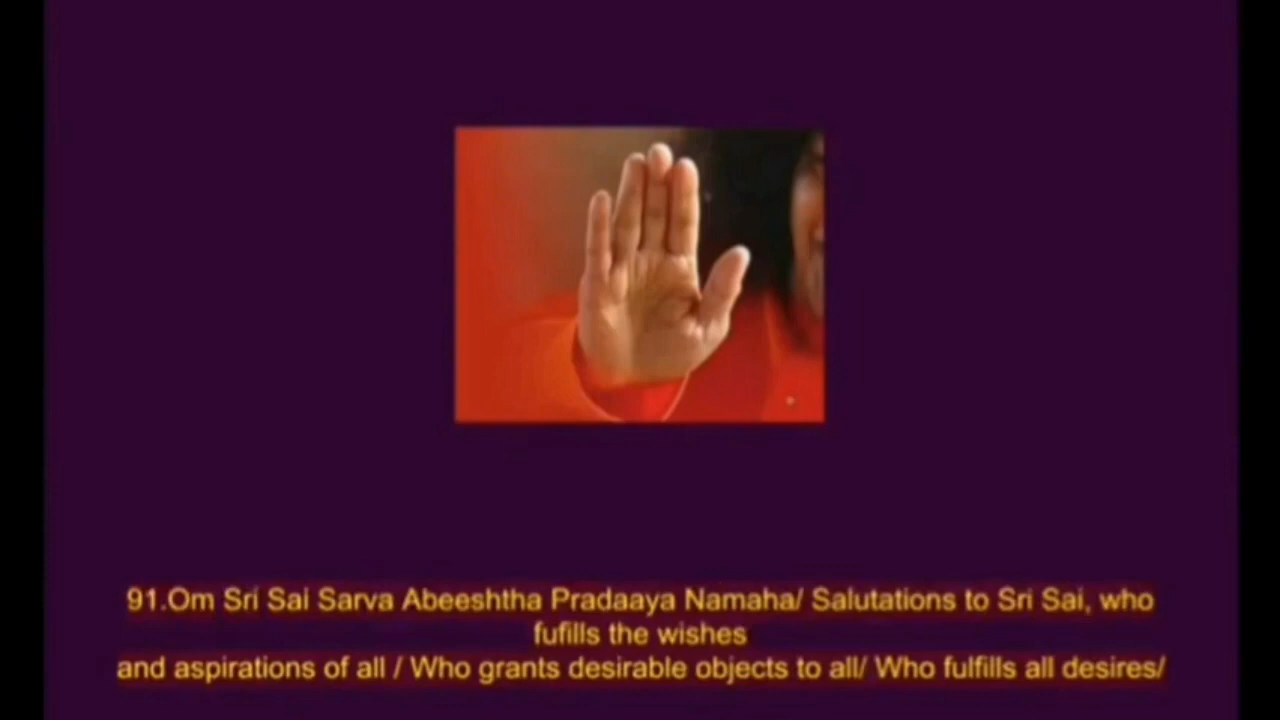 91.Om Sri Sai Sarva Abeeshtha Pradaaya Namaha/ Salutations to Sri Sai, who
fufills the wishes
and aspirations of all / Who grants desirable objects to all/ Who fulfills all desires/